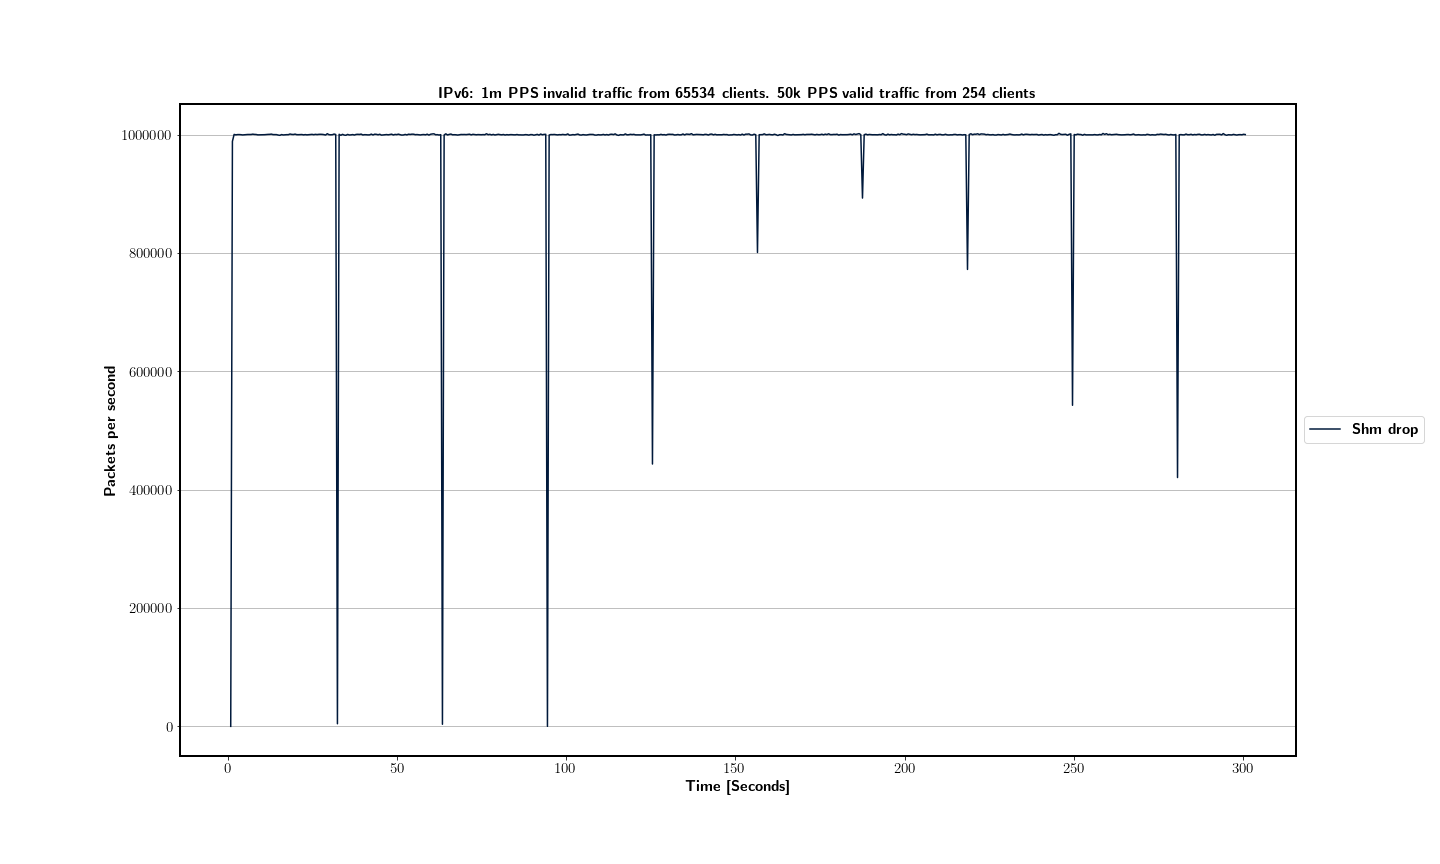 IPv6: 1m PPS invalid traffic from 65534 clients. 50k PPS valid traffic from 254 clients
1000000
800000
600000
400000
200000
0
Packets per second
0 50 100 150 200 250 300
Time [Seconds]
Shm drop